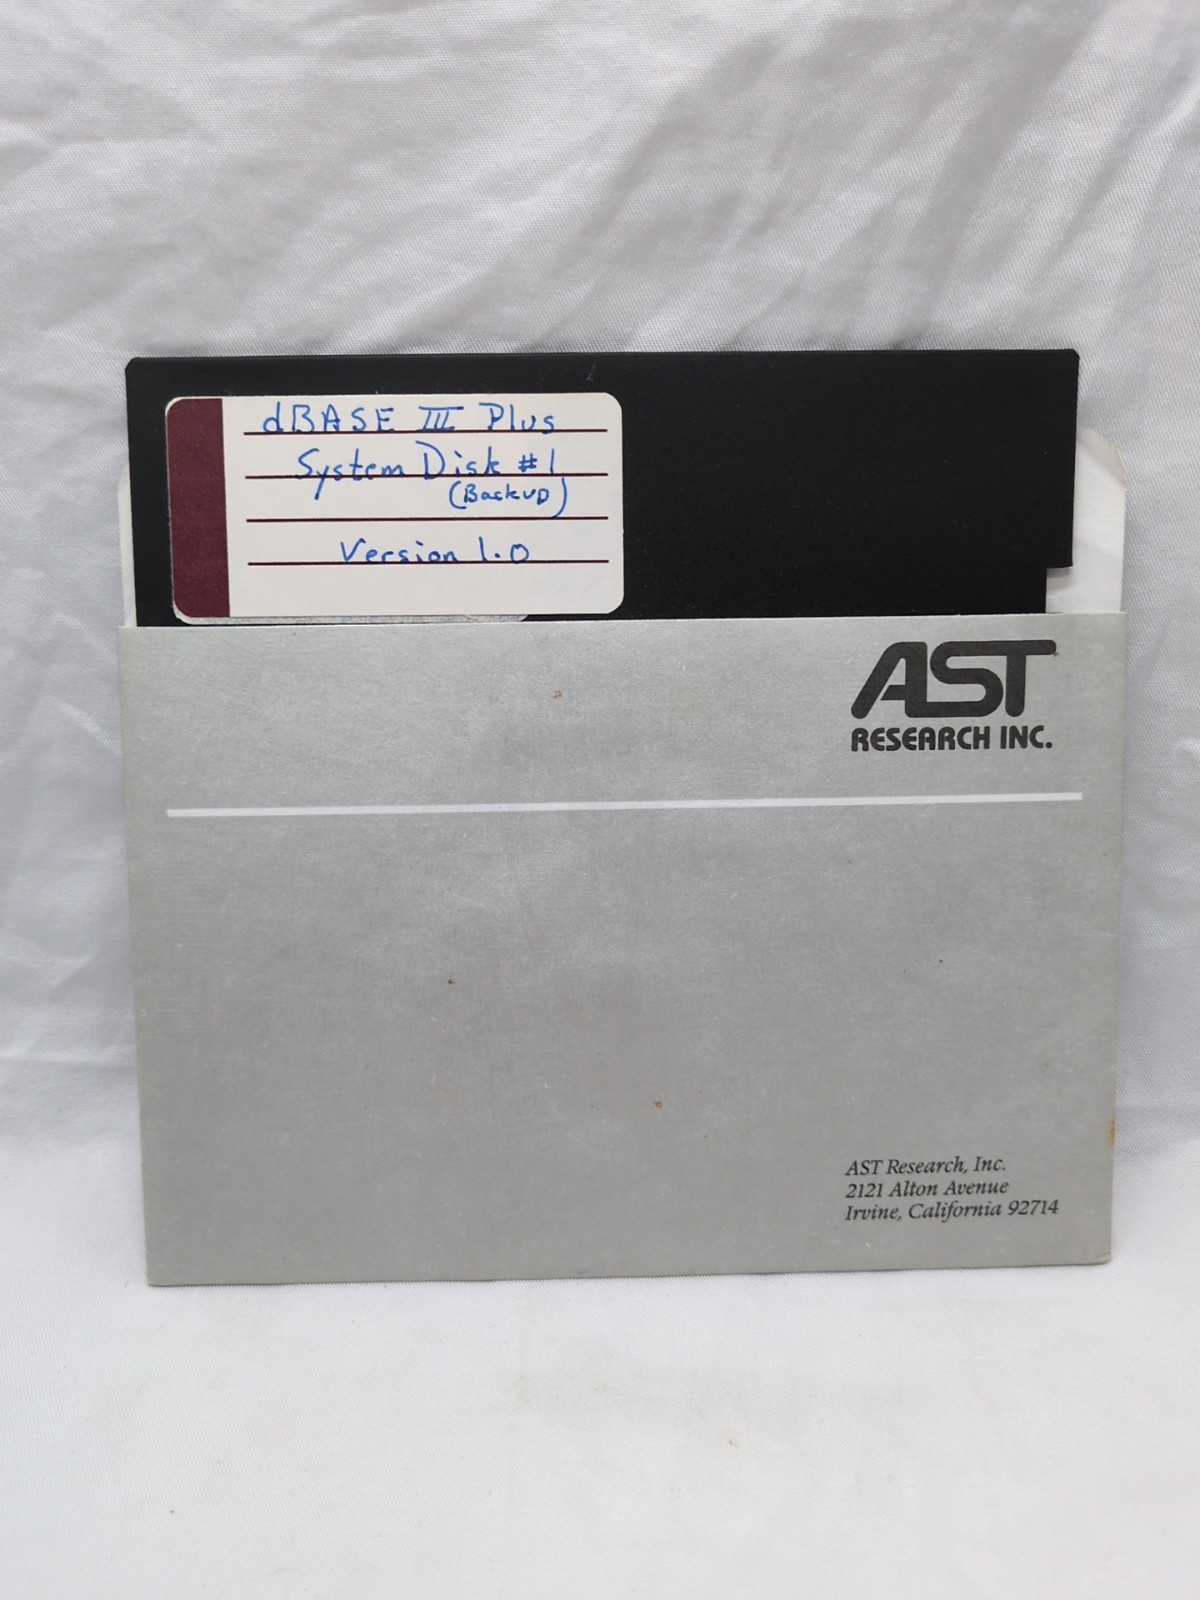 dBASE III Plus
System Disk #1
(Backup)
Version 1.0
AST
RESEARCH INC.
AST Research, Inc.
2121 Alton Avenue
Irvine, California 92714